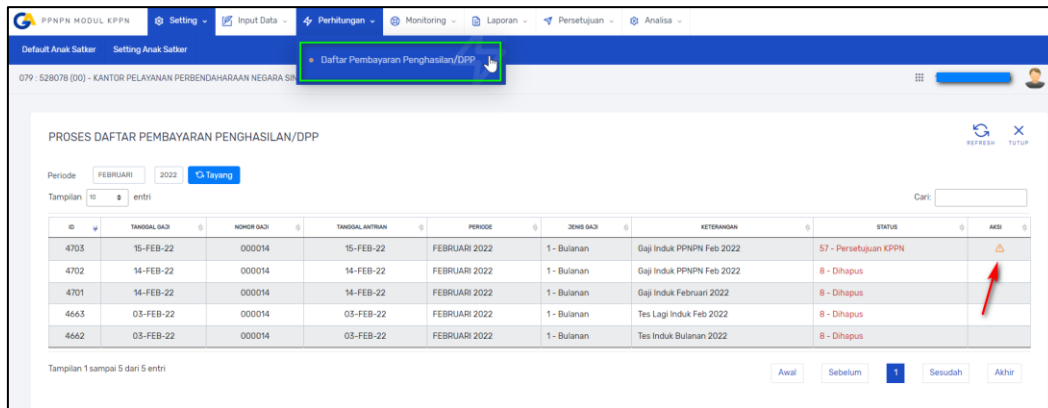 PPNPN MODUL KPPN Setting Input Data Perhitungan Monitoring Laporan Persetujuan Analisa
Default Anak Satker Setting Anak Satker
Daftar Pembayaran Penghasilan/DPP
079 : 528078 (00) - KANTOR PELAYANAN PERBENDAHARAAN NEGARA
PROSES DAFTAR PEMBAYARAN PENGHASILAN/DPP
REFRESH TUTUP
Periode FEBRUARI 2022 Tayang
Tampilan 10 entri Cari:
ID TANGGAL GAJI NOMOR GAJI TANGGAL ANTRIAN PERIODE JENIS GAJI KETERANGAN STATUS AKSI
4703 15-FEB-22 000014 15-FEB-22 FEBRUARI 2022 1 - Bulanan Gaji Induk PPNPN Feb 2022 57 - Persetujuan KPPN
4702 14-FEB-22 000014 14-FEB-22 FEBRUARI 2022 1 - Bulanan Gaji Induk PPNPN Feb 2022 8 - Dihapus
4701 14-FEB-22 000014 14-FEB-22 FEBRUARI 2022 1 - Bulanan Gaji Induk Februari 2022 8 - Dihapus
4663 03-FEB-22 000014 03-FEB-22 FEBRUARI 2022 1 - Bulanan Tes Lagi Induk Feb 2022 8 - Dihapus
4662 03-FEB-22 000014 03-FEB-22 FEBRUARI 2022 1 - Bulanan Tes Induk Bulanan 2022 8 - Dihapus
Tampilan 1 sampai 5 dari 5 entri Awal Sebelum 1 Sesudah Akhir